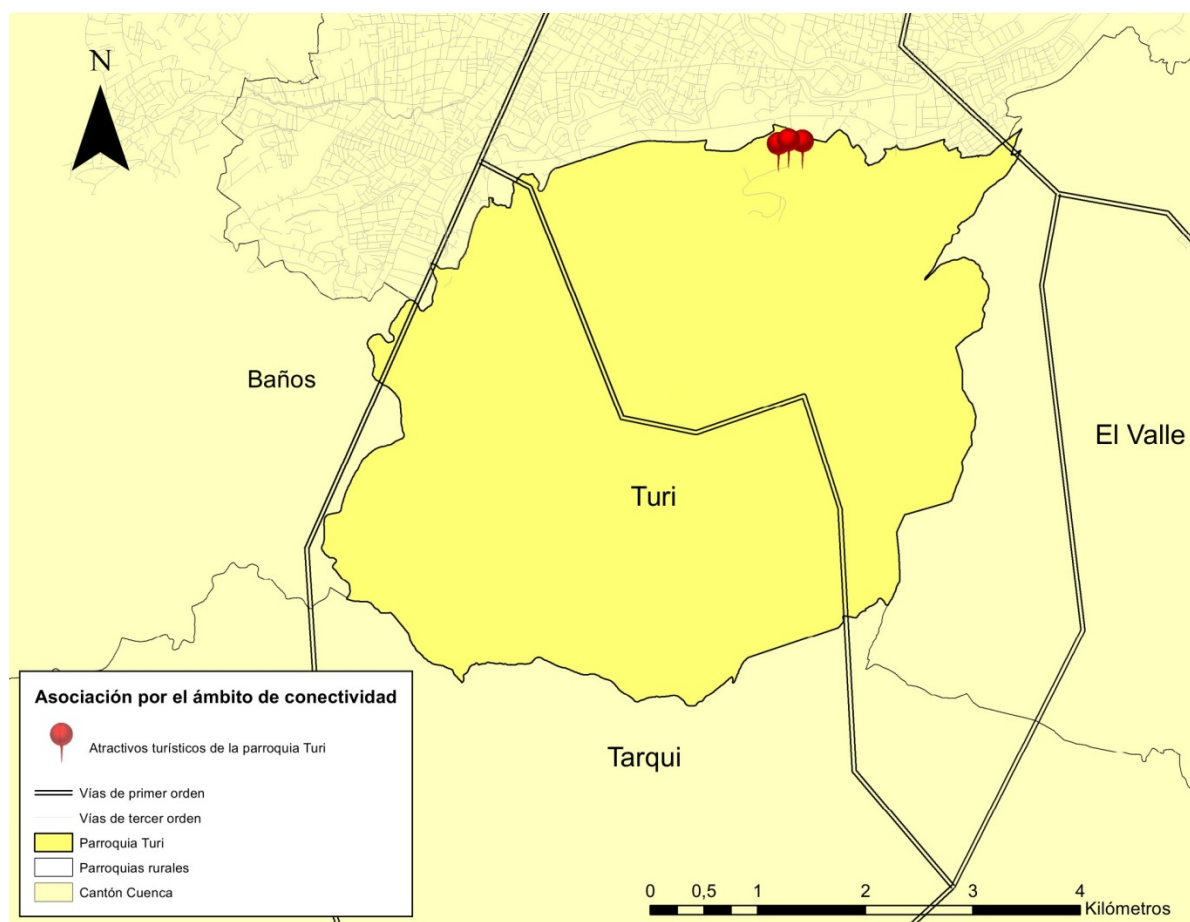 N
Baños
El Valle
Turi
Tarqui
Asociación por el ámbito de conectividad
Atractivos turísticos de la parroquia Turi
Vías de primer orden
Vías de tercer orden
Parroquia Turi
Parroquias rurales
Cantón Cuenca
0 0,5 1 2 3 4
Kilómetros